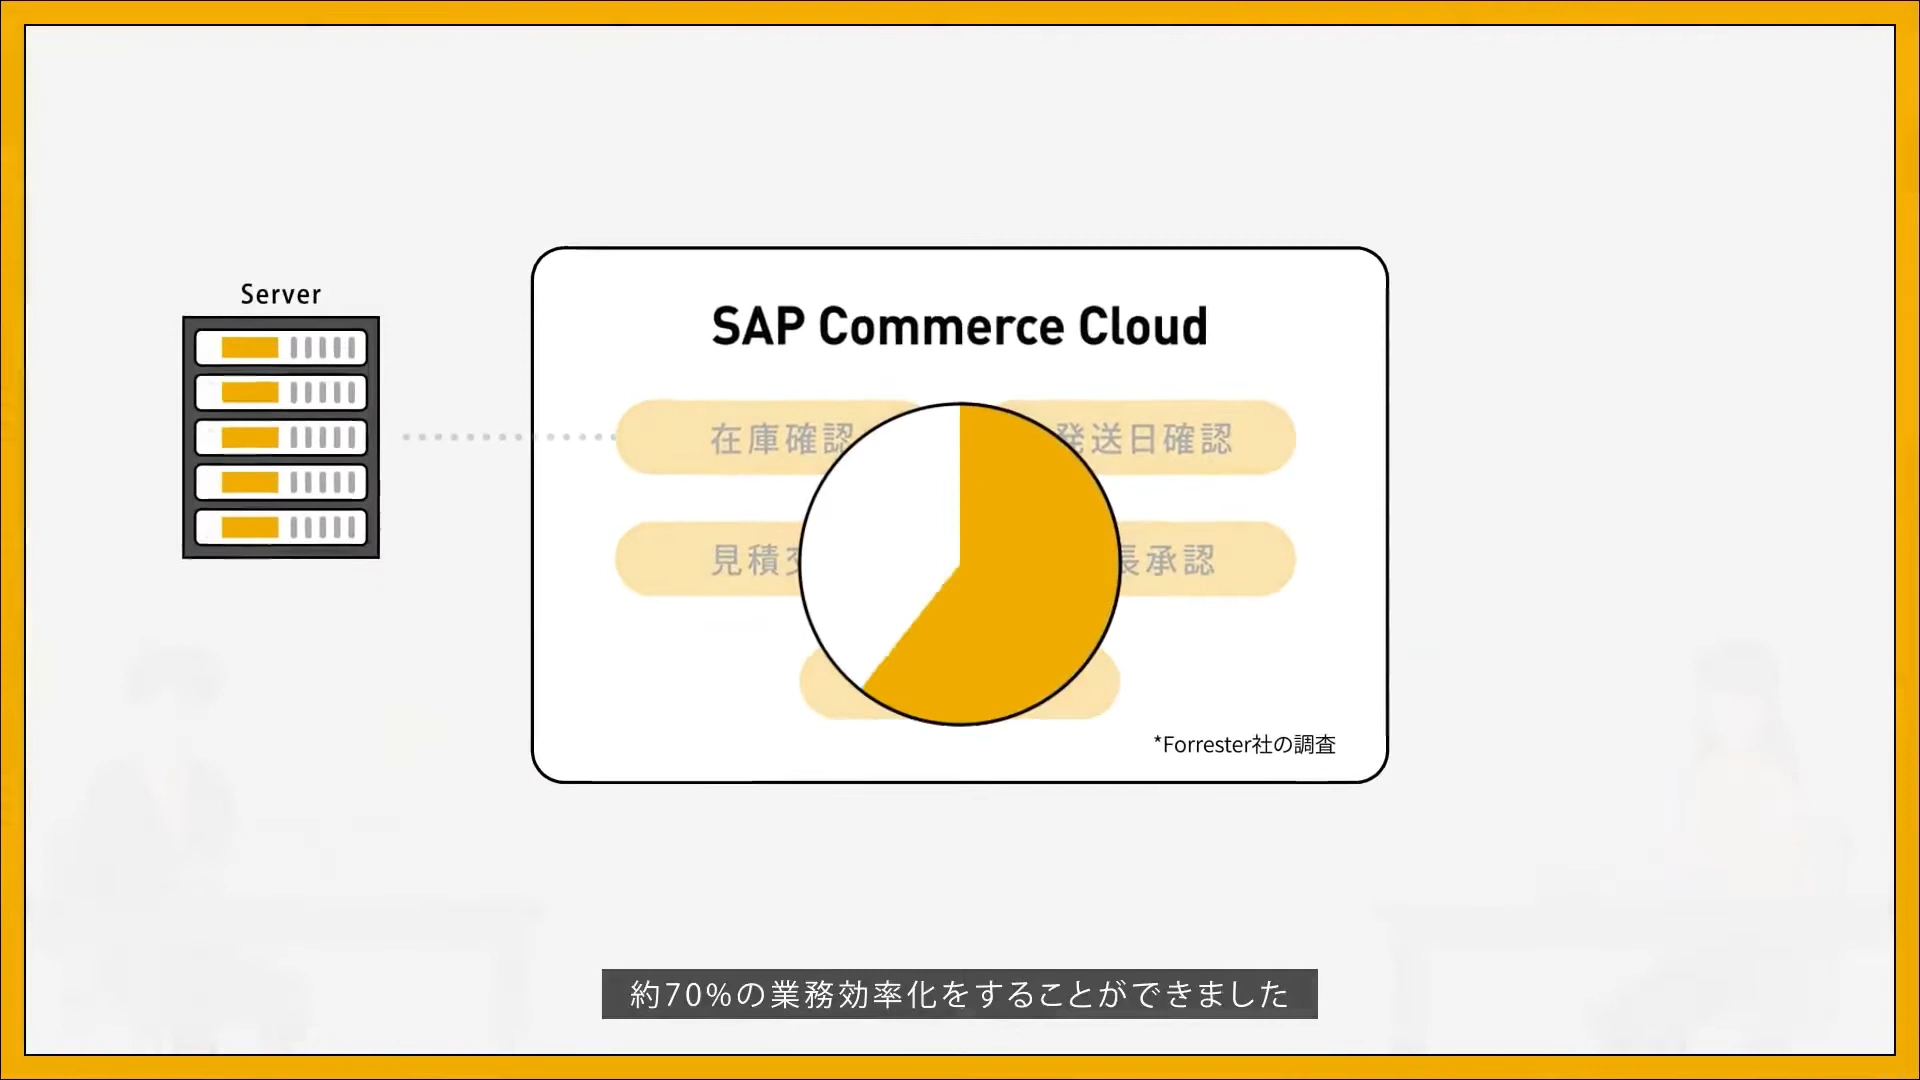 Server
SAP Commerce Cloud
在庫確認
発送日確認
見積
承認
*Forrester社の調査
約70%の業務効率化をすることができました